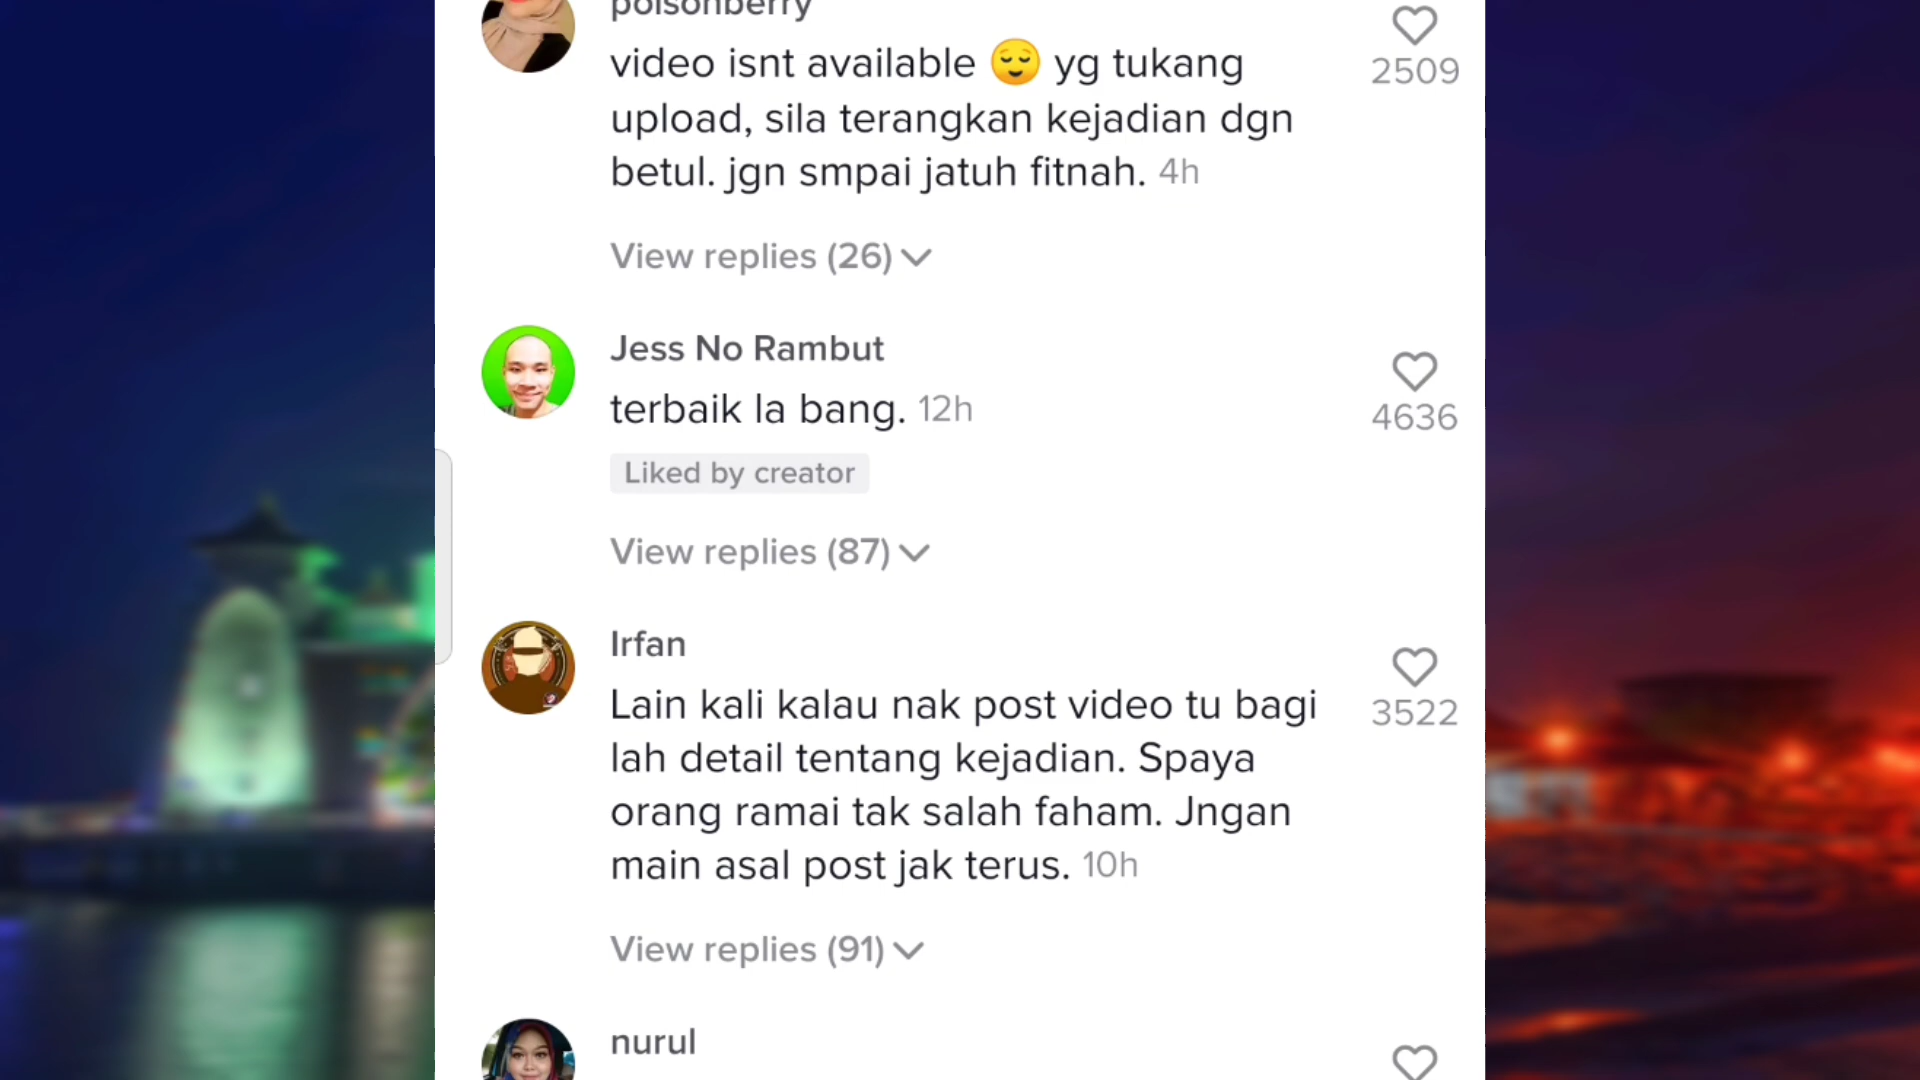 poisonberry
video isnt available 😌 yg tukang
upload, sila terangkan kejadian dgn
betul. jgn smpai jatuh fitnah. 4h
2509
View replies (26)
Jess No Rambut
terbaik la bang. 12h
4636
Liked by creator
View replies (87)
Irfan
Lain kali kalau nak post video tu bagi
lah detail tentang kejadian. Spaya
orang ramai tak salah faham. Jngan
main asal post jak terus. 10h
3522
View replies (91)
nurul